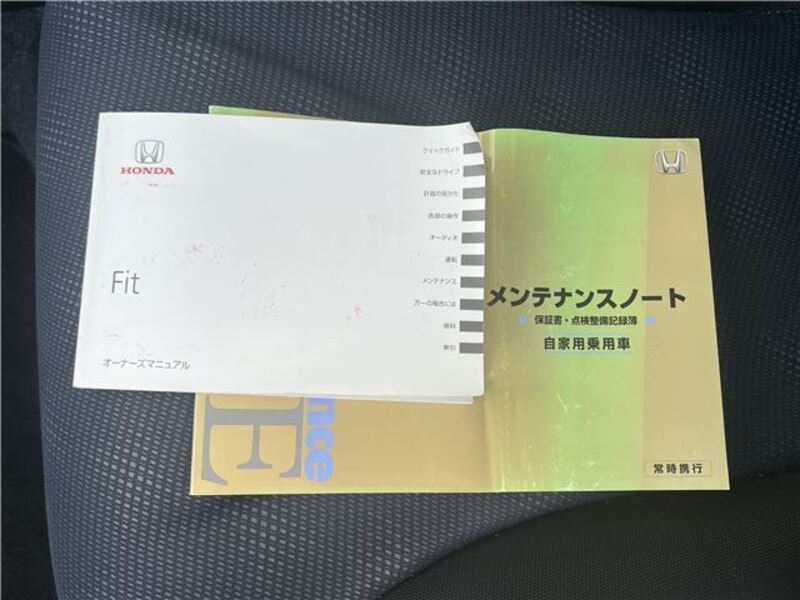 HONDA
Fit
オーナーズマニュアル
クイックガイド
安全なドライブ
計器の見かた
各部の操作
オーディオ
運転
メンテナンス
万一の場合には
資料
索引
メンテナンスノート
保証書・点検整備記録簿
自家用乗用車
常時携行
nce
E